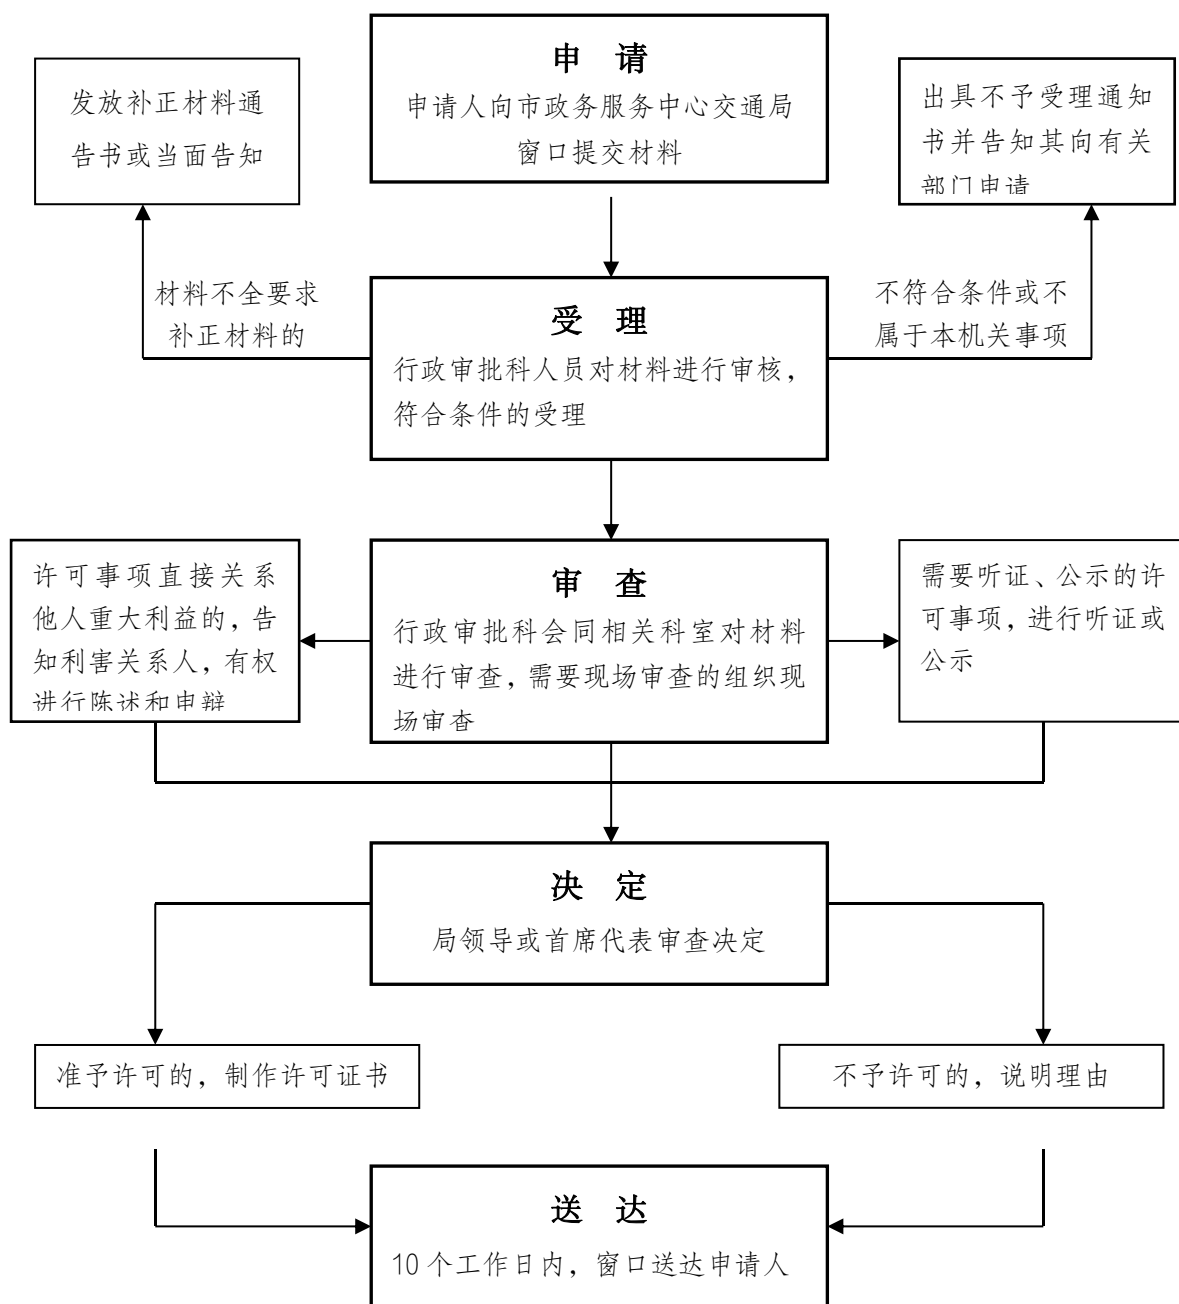 申 请
申请人向市政务服务中心交通局
窗口提交材料
发放补正材料通
告书或当面告知
出具不予受理通知
书并告知其向有关
部门申请
材料不全要求
补正材料的
不符合条件或不
属于本机关事项
受 理
行政审批科人员对材料进行审核，
符合条件的受理
许可事项直接关系
他人重大利益的，告
知利害关系人，有权
进行陈述和申辩
审 查
行政审批科会同相关科室对材料
进行审查，需要现场审查的组织现
场审查
需要听证、公示的许
可事项，进行听证或
公示
决 定
局领导或首席代表审查决定
准予许可的，制作许可证书
不予许可的，说明理由
送 达
10个工作日内，窗口送达申请人